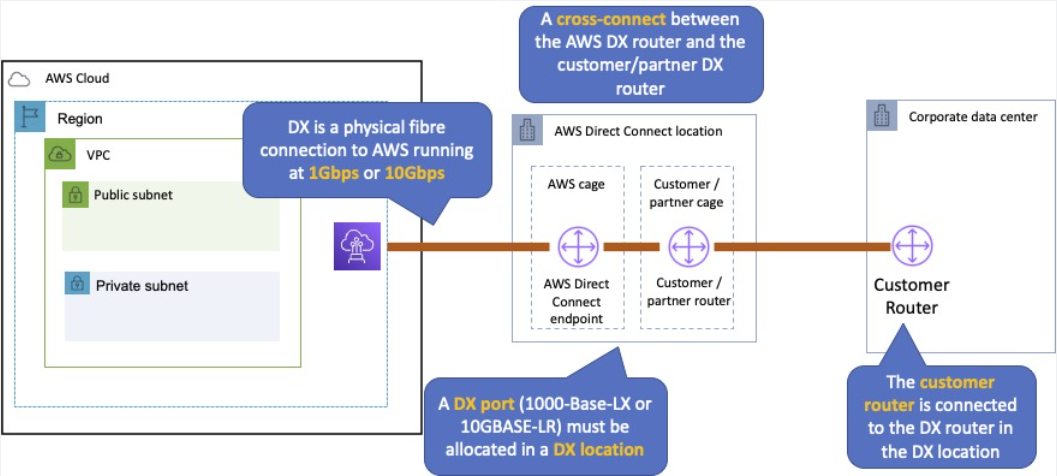 A cross-connect between
the AWS DX router and the
customer/partner DX
router
AWS Cloud
Region
VPC
Public subnet
Private subnet
DX is a physical fibre
connection to AWS running
at 1Gbps or 10Gbps
AWS Direct Connect location
AWS cage
AWS Direct
Connect
endpoint
Customer /
partner cage
Customer /
partner router
Corporate data center
Customer
Router
A DX port (1000-Base-LX or
10GBASE-LR) must be
allocated in a DX location
The customer
router is connected
to the DX router in
the DX location